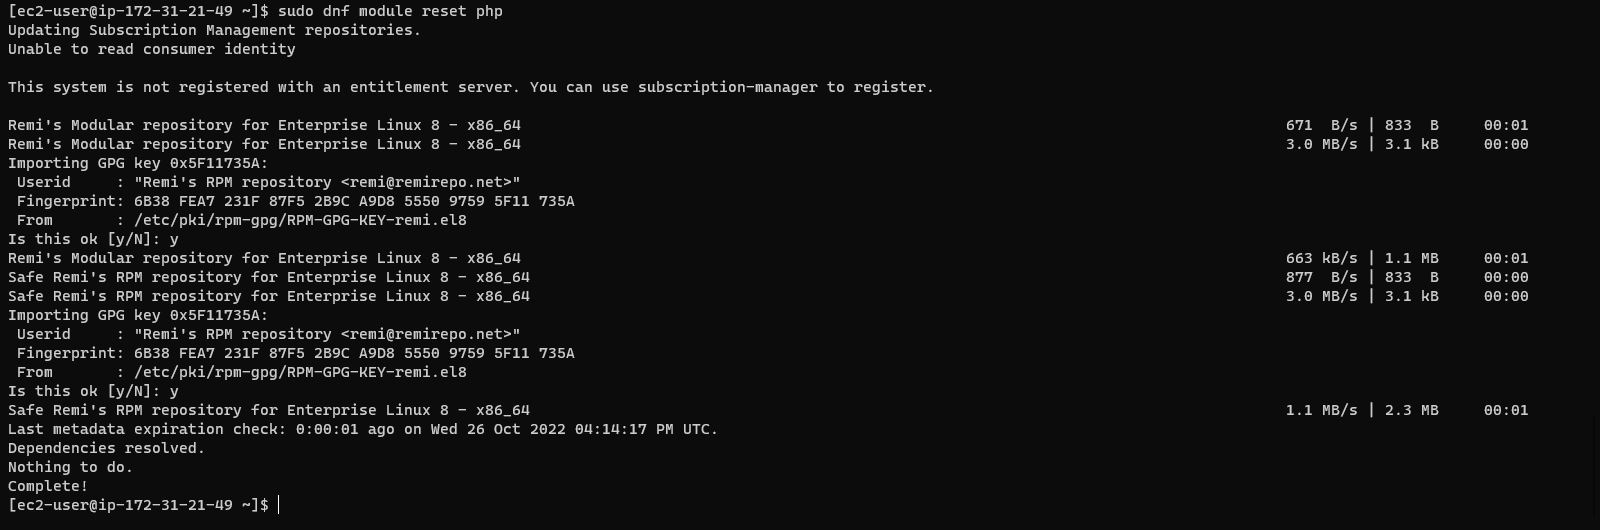 [ec2-user@ip-172-31-21-49 ~]$ sudo dnf module reset php
Updating Subscription Management repositories.
Unable to read consumer identity
This system is not registered with an entitlement server. You can use subscription-manager to register.
Remi's Modular repository for Enterprise Linux 8 - x86_64 671 B/s | 833 B 00:01
Remi's Modular repository for Enterprise Linux 8 - x86_64 3.0 MB/s | 3.1 kB 00:00
Importing GPG key 0x5F11735A:
Userid : "Remi's RPM repository <remi@remirepo.net>"
Fingerprint: 6B38 FEA7 231F 87F5 2B9C A9D8 5550 9759 5F11 735A
From : /etc/pki/rpm-gpg/RPM-GPG-KEY-remi.el8
Is this ok [y/N]: y
Remi's Modular repository for Enterprise Linux 8 - x86_64 663 kB/s | 1.1 MB 00:01
Safe Remi's RPM repository for Enterprise Linux 8 - x86_64 877 B/s | 833 B 00:00
Safe Remi's RPM repository for Enterprise Linux 8 - x86_64 3.0 MB/s | 3.1 kB 00:00
Importing GPG key 0x5F11735A:
Userid : "Remi's RPM repository <remi@remirepo.net>"
Fingerprint: 6B38 FEA7 231F 87F5 2B9C A9D8 5550 9759 5F11 735A
From : /etc/pki/rpm-gpg/RPM-GPG-KEY-remi.el8
Is this ok [y/N]: y
Safe Remi's RPM repository for Enterprise Linux 8 - x86_64 1.1 MB/s | 2.3 MB 00:01
Last metadata expiration check: 0:00:01 ago on Wed 26 Oct 2022 04:14:17 PM UTC.
Dependencies resolved.
Nothing to do.
Complete!
[ec2-user@ip-172-31-21-49 ~]$